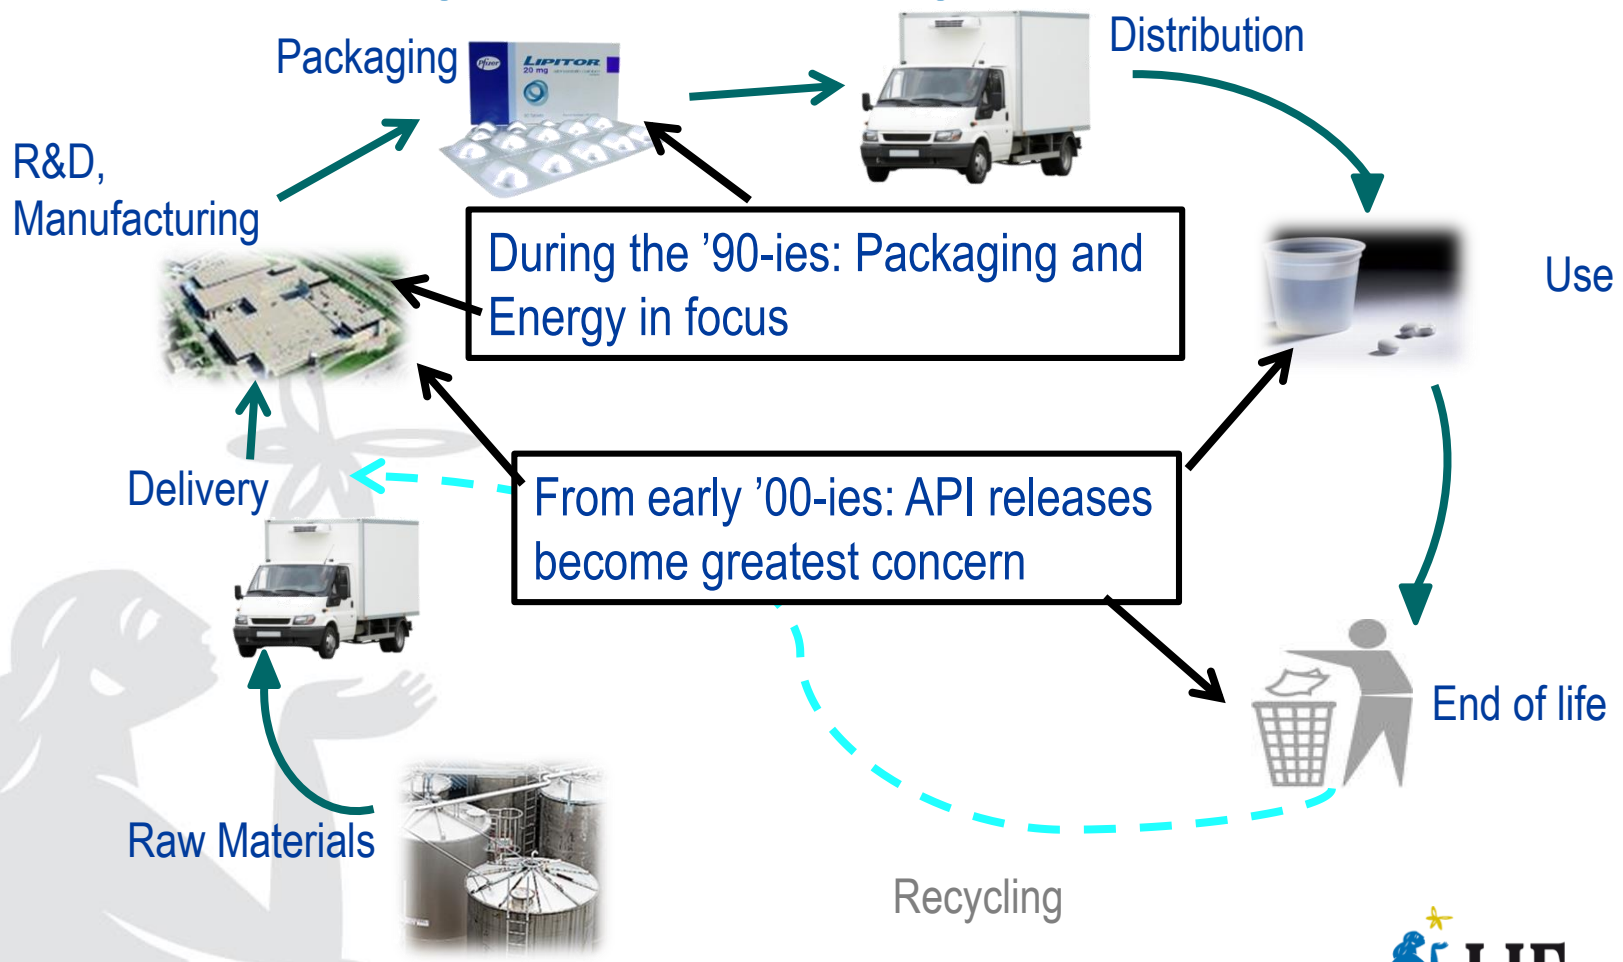 Packaging
Distribution
Pfizer
LIPITOR
20 mg
R&D,
Manufacturing
During the ’90-ies: Packaging and
Energy in focus
Use
Delivery
From early ’00-ies: API releases
become greatest concern
End of life
Raw Materials
Recycling
LIF